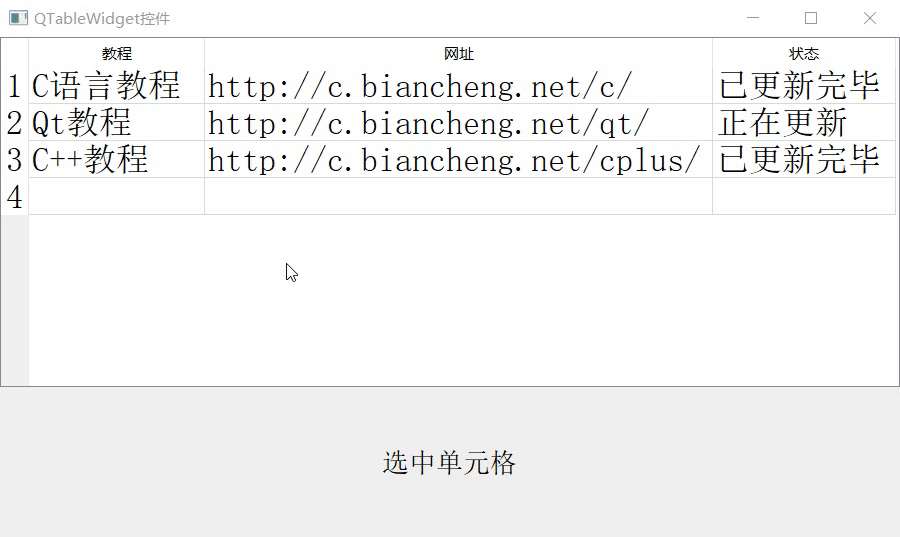 QTableWidget控件
教程 网址 状态
1 C语言教程 http://c.biancheng.net/c/ 已更新完毕
2 Qt教程 http://c.biancheng.net/qt/ 正在更新
3 C++教程 http://c.biancheng.net/cplus/ 已更新完毕
4
选中单元格